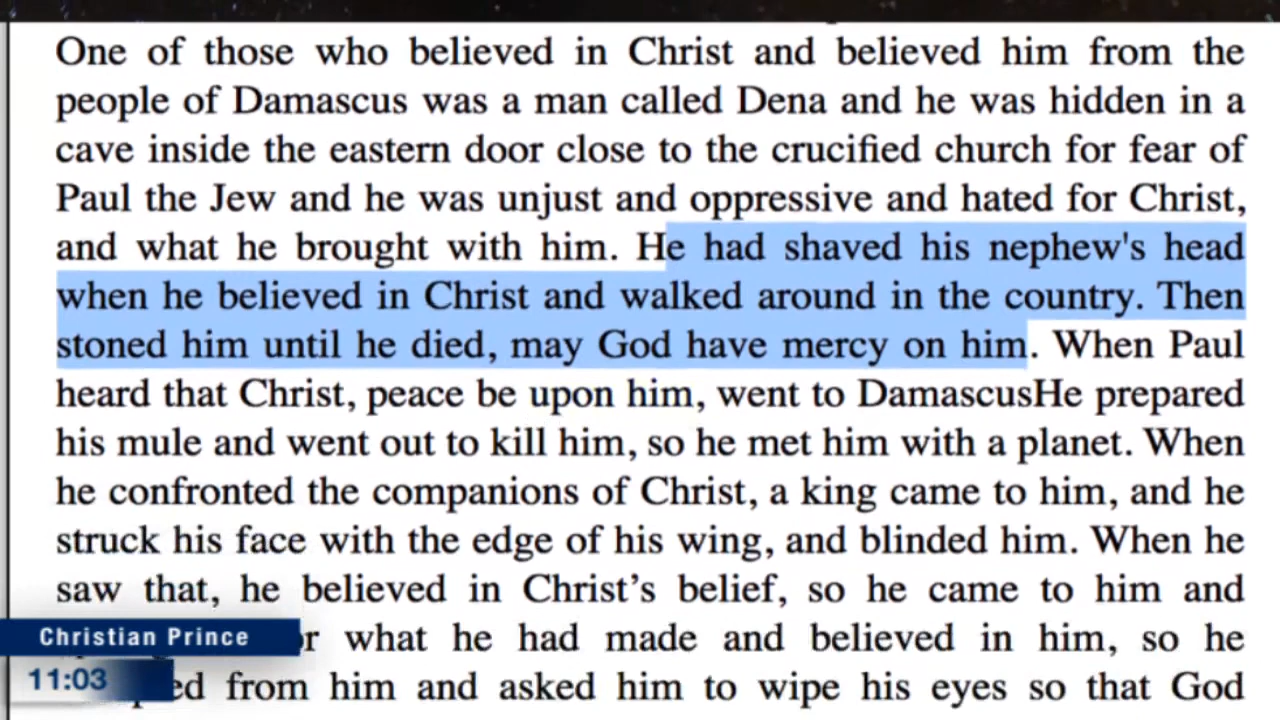 One of those who believed in Christ and believed him from the
people of Damascus was a man called Dena and he was hidden in a
cave inside the eastern door close to the crucified church for fear of
Paul the Jew and he was unjust and oppressive and hated for Christ,
and what he brought with him. He had shaved his nephew's head
when he believed in Christ and walked around in the country. Then
stoned him until he died, may God have mercy on him. When Paul
heard that Christ, peace be upon him, went to DamascusHe prepared
his mule and went out to kill him, so he met him with a planet. When
he confronted the companions of Christ, a king came to him, and he
struck his face with the edge of his wing, and blinded him. When he
saw that, he believed in Christ’s belief, so he came to him and
what he had made and believed in him, so he
from him and asked him to wipe his eyes so that God
Christian Prince
11:03